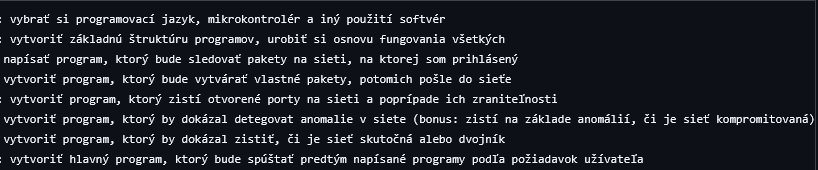 : vybrať si programovací jazyk, mikrokontrolér a iný použití softvér
: vytvoriť základnú štruktúru programov, urobiť si osnovu fungovania všetkých
napísať program, ktorý bude sledovať pakety na sieti, na ktorej som prihlásený
vytvoriť program, ktorý bude vytvárať vlastné pakety, potomich pošle do sieťe
: vytvoriť program, ktorý zistí otvorené porty na sieti a poprípade ich zraniteľnosti
vytvoriť program, ktorý by dokázal detegovat anomalie v siete (bonus: zistí na základe anomálií, či je sieť kompromitovaná)
vytvoriť program, ktorý by dokázal zistiť, či je sieť skutočná alebo dvojník
: vytvoriť hlavný program, ktorý bude spúšťať predtým napísané programy podľa požiadavok užívateľa